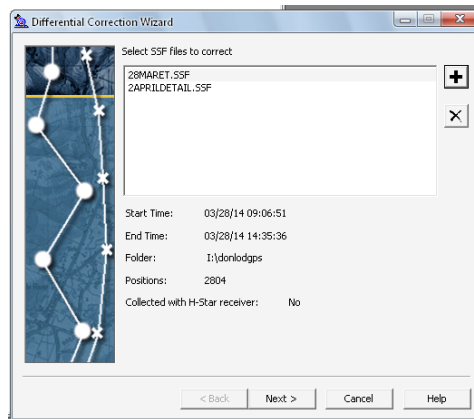 Differential Correction Wizard
Select SSF files to correct
28MARET.SSF
2APRILDETAIL.SSF
Start Time: 03/28/14 09:06:51
End Time: 03/28/14 14:35:36
Folder: I:\donlodgps
Positions: 2804
Collected with H-Star receiver: No
< Back Next > Cancel Help